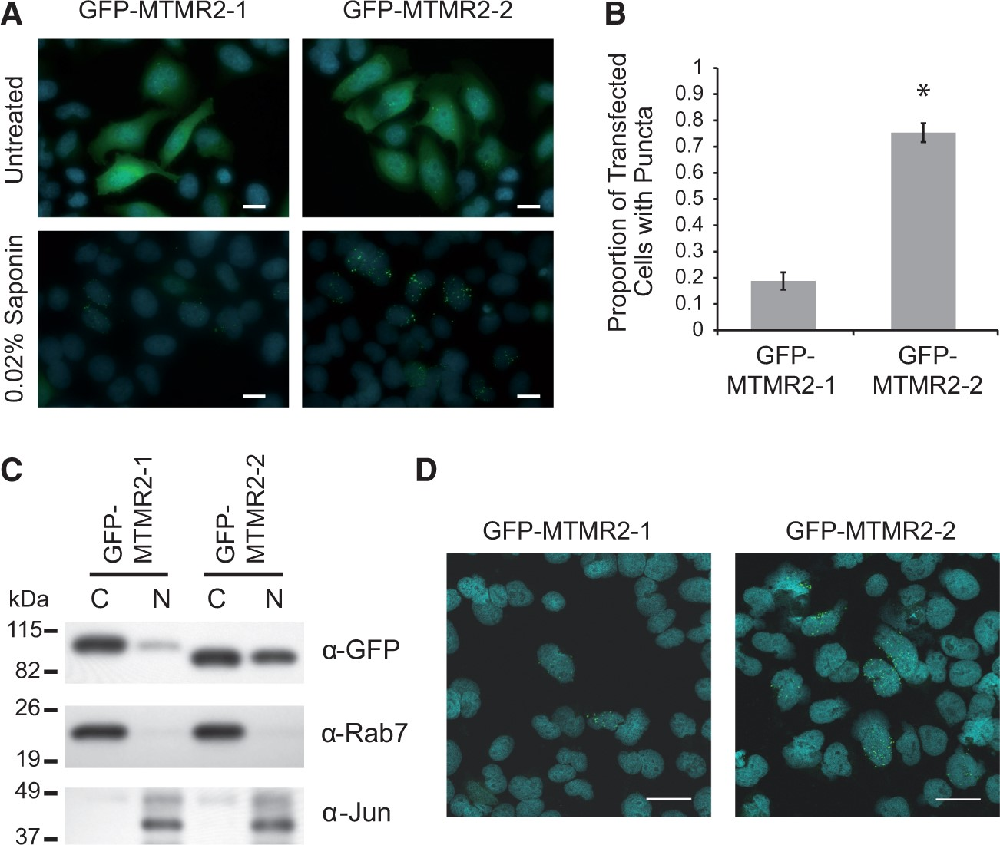 A
GFP-MTMR2-1
GFP-MTMR2-2
Untreated
0.02% Saponin
B
Proportion of Transfected
Cells with Puncta
1
0.9
0.8
0.7
0.6
0.5
0.4
0.3
0.2
0.1
0
*
GFP-
MTMR2-1
GFP-
MTMR2-2
C
GFP-
MTMR2-1
GFP-
MTMR2-2
kDa
C N C N
115
82
α-GFP
26
19
α-Rab7
49
37
α-Jun
D
GFP-MTMR2-1
GFP-MTMR2-2